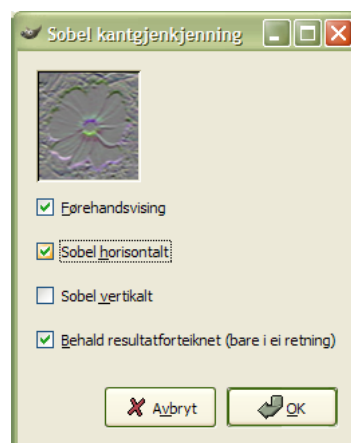 Sobel kantgjenkjenning
Førehandsvising
Sobel horisontalt
Sobel vertikalt
Behald resultatforteiknet (bare i ei retning)
Avbryt
OK